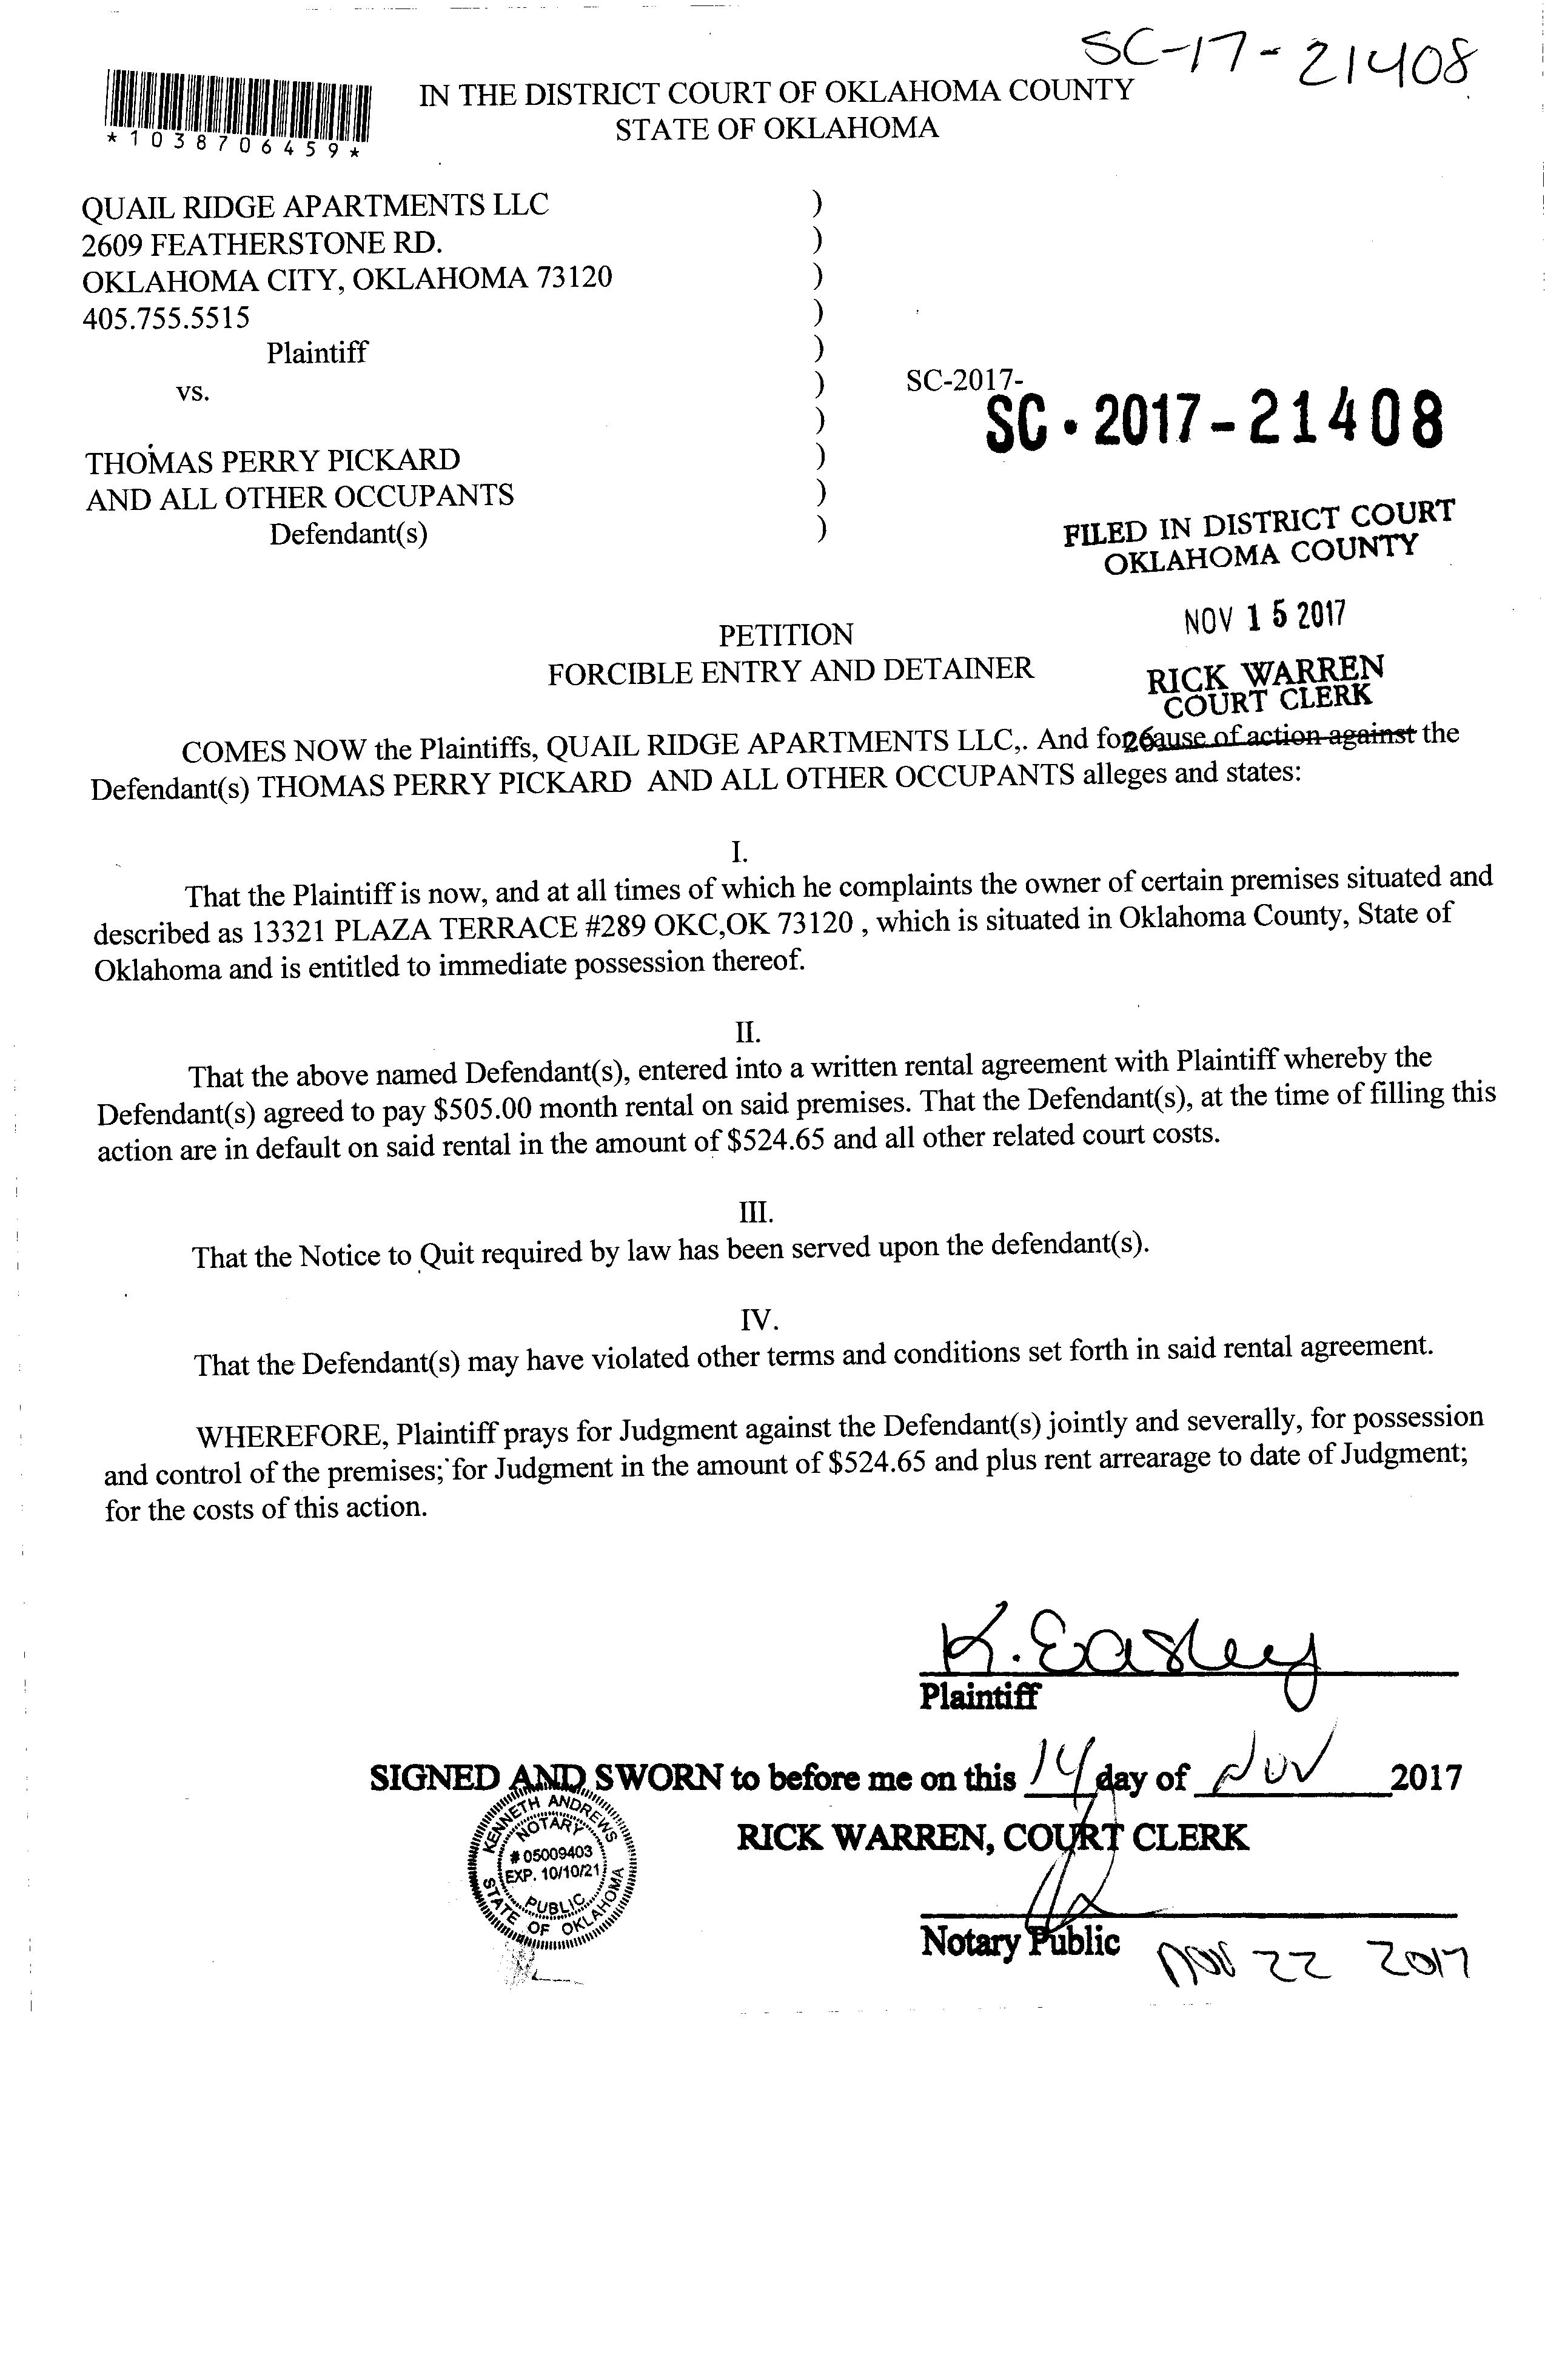 SC-17-21408
*1038706459*
IN THE DISTRICT COURT OF OKLAHOMA COUNTY
STATE OF OKLAHOMA
QUAIL RIDGE APARTMENTS LLC )
2609 FEATHERSTONE RD. )
OKLAHOMA CITY, OKLAHOMA 73120 )
405.755.5515 )
Plaintiff )
vs. ) SC-2017-
) SC·2017-21408
THOMAS PERRY PICKARD )
AND ALL OTHER OCCUPANTS )
Defendant(s) )
FILED IN DISTRICT COURT
OKLAHOMA COUNTY
NOV 15 2017
PETITION
FORCIBLE ENTRY AND DETAINER
RICK WARREN
COURT CLERK
26
COMES NOW the Plaintiffs, QUAIL RIDGE APARTMENTS LLC,. And for cause of action against the
Defendant(s) THOMAS PERRY PICKARD AND ALL OTHER OCCUPANTS alleges and states:
I.
That the Plaintiff is now, and at all times of which he complaints the owner of certain premises situated and
described as 13321 PLAZA TERRACE #289 OKC,OK 73120 , which is situated in Oklahoma County, State of
Oklahoma and is entitled to immediate possession thereof.
II.
That the above named Defendant(s), entered into a written rental agreement with Plaintiff whereby the
Defendant(s) agreed to pay $505.00 month rental on said premises. That the Defendant(s), at the time of filling this
action are in default on said rental in the amount of $524.65 and all other related court costs.
III.
That the Notice to Quit required by law has been served upon the defendant(s).
IV.
That the Defendant(s) may have violated other terms and conditions set forth in said rental agreement.
WHEREFORE, Plaintiff prays for Judgment against the Defendant(s) jointly and severally, for possession
and control of the premises; for Judgment in the amount of $524.65 and plus rent arrearage to date of Judgment;
for the costs of this action.
K. Easley
Plaintiff
SIGNED AND SWORN to before me on this 14 day of Nov 2017
RICK WARREN, COURT CLERK
KENNETH ANDREWS
NOTARY
# 05009403
EXP. 10/10/21
PUBLIC
STATE OF OKLAHOMA
Notary Public
NOV 22 2017